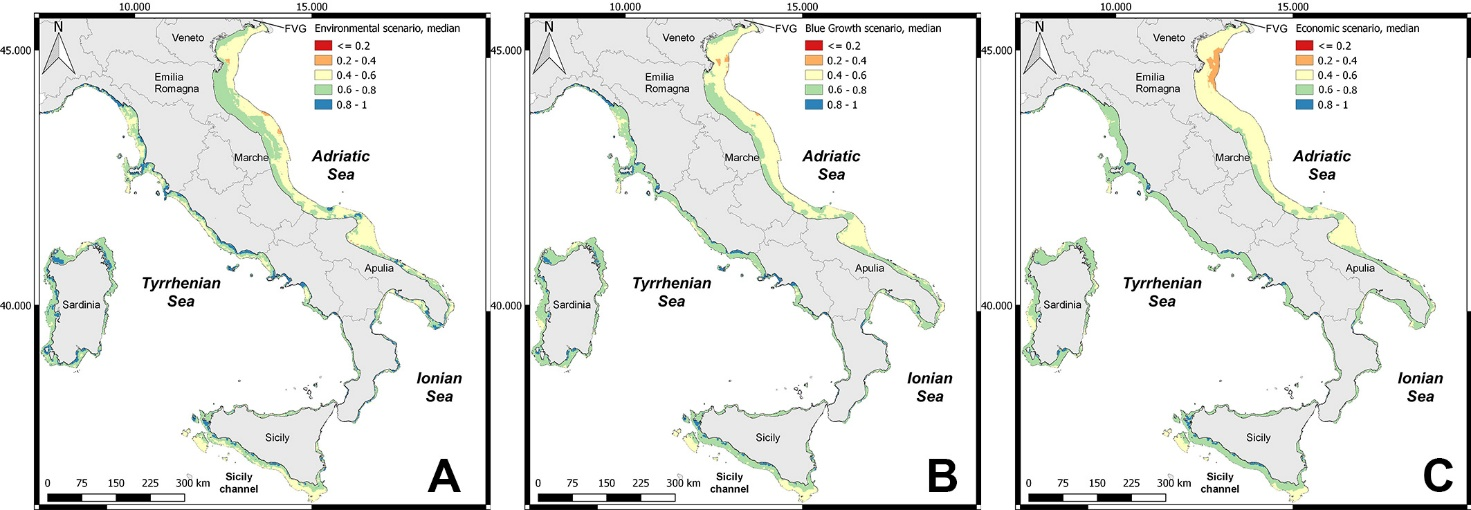 10.000 15.000
45.000
40.000
N
FVG
Environmental scenario, median
<= 0.2
0.2 - 0.4
0.4 - 0.6
0.6 - 0.8
0.8 - 1
Veneto
Emilia
Romagna
Marche
Adriatic
Sea
Apulia
Tyrrhenian
Sea
Sardinia
Ionian
Sea
Sicily
Sicily
channel
0 75 150 225 300 km
A
10.000 15.000
45.000
40.000
N
FVG
Blue Growth scenario, median
<= 0.2
0.2 - 0.4
0.4 - 0.6
0.6 - 0.8
0.8 - 1
Veneto
Emilia
Romagna
Marche
Adriatic
Sea
Apulia
Tyrrhenian
Sea
Sardinia
Ionian
Sea
Sicily
Sicily
channel
0 75 150 225 300 km
B
10.000 15.000
45.000
40.000
N
FVG
Economic scenario, median
<= 0.2
0.2 - 0.4
0.4 - 0.6
0.6 - 0.8
0.8 - 1
Veneto
Emilia
Romagna
Marche
Adriatic
Sea
Apulia
Tyrrhenian
Sea
Sardinia
Ionian
Sea
Sicily
Sicily
channel
0 75 150 225 300 km
C